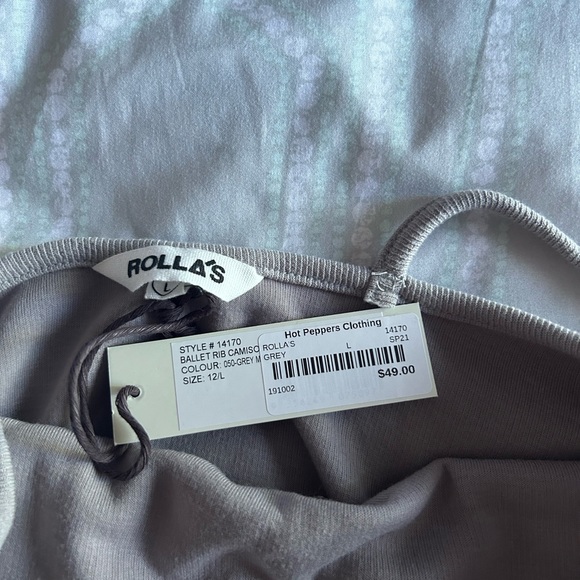 ROLLA'S
L
STYLE # 14170
BALLET RIB CAMISO
COLOUR: 050-GREY M
SIZE: 12/L
Hot Peppers Clothing
ROLLA'S L 14170
GREY SP21
$49.00
191002